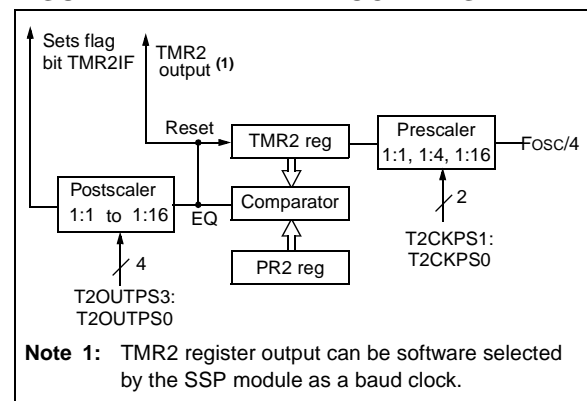 Sets flag
bit TMR2IF
TMR2
output (1)
Reset
TMR2 reg
Prescaler
1:1, 1:4, 1:16
FOSC/4
Postscaler
1:1 to 1:16
EQ
Comparator
2
4
PR2 reg
T2CKPS1:
T2CKPS0
T2OUTPS3:
T2OUTPS0
Note 1: TMR2 register output can be software selected
by the SSP module as a baud clock.